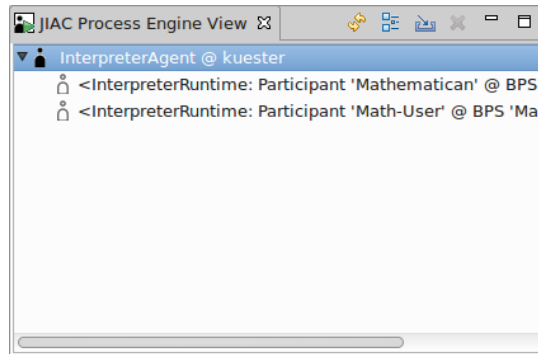 JIAC Process Engine View
InterpreterAgent @ kuester
<InterpreterRuntime: Participant 'Mathematican' @ BPS
<InterpreterRuntime: Participant 'Math-User' @ BPS 'Ma